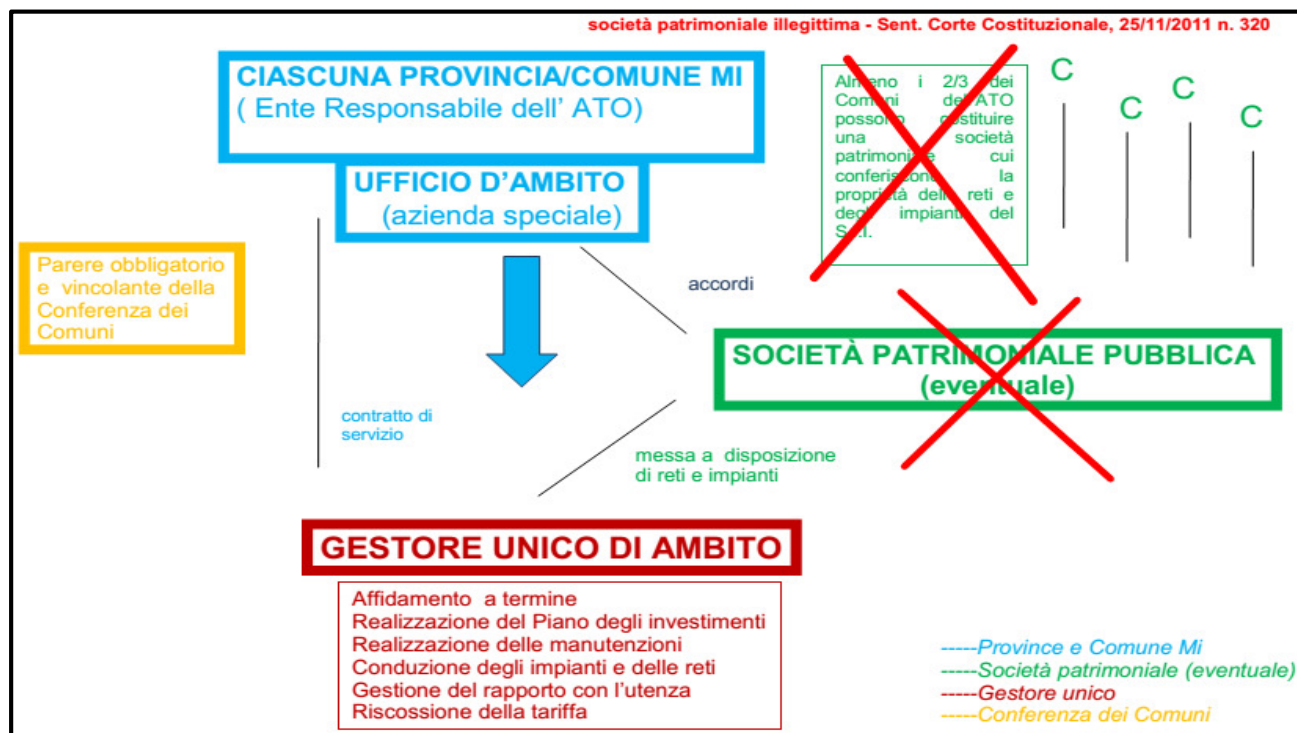 società patrimoniale illegittima - Sent. Corte Costituzionale, 25/11/2011 n. 320
CIASCUNA PROVINCIA/COMUNE MI
( Ente Responsabile dell’ ATO)
UFFICIO D’AMBITO
(azienda speciale)
Almeno i 2/3 dei
Comuni dell’ATO
possono costituire
una società
patrimoniale cui
conferiscono la
proprietà delle reti e
degli impianti del
S.I.I.
C
C
C
C
Parere obbligatorio
e vincolante della
Conferenza dei
Comuni
accordi
SOCIETÀ PATRIMONIALE PUBBLICA
(eventuale)
contratto di
servizio
messa a disposizione
di reti e impianti
GESTORE UNICO DI AMBITO
Affidamento a termine
Realizzazione del Piano degli investimenti
Realizzazione delle manutenzioni
Conduzione degli impianti e delle reti
Gestione del rapporto con l’utenza
Riscossione della tariffa
-----Province e Comune Mi
-----Società patrimoniale (eventuale)
-----Gestore unico
-----Conferenza dei Comuni